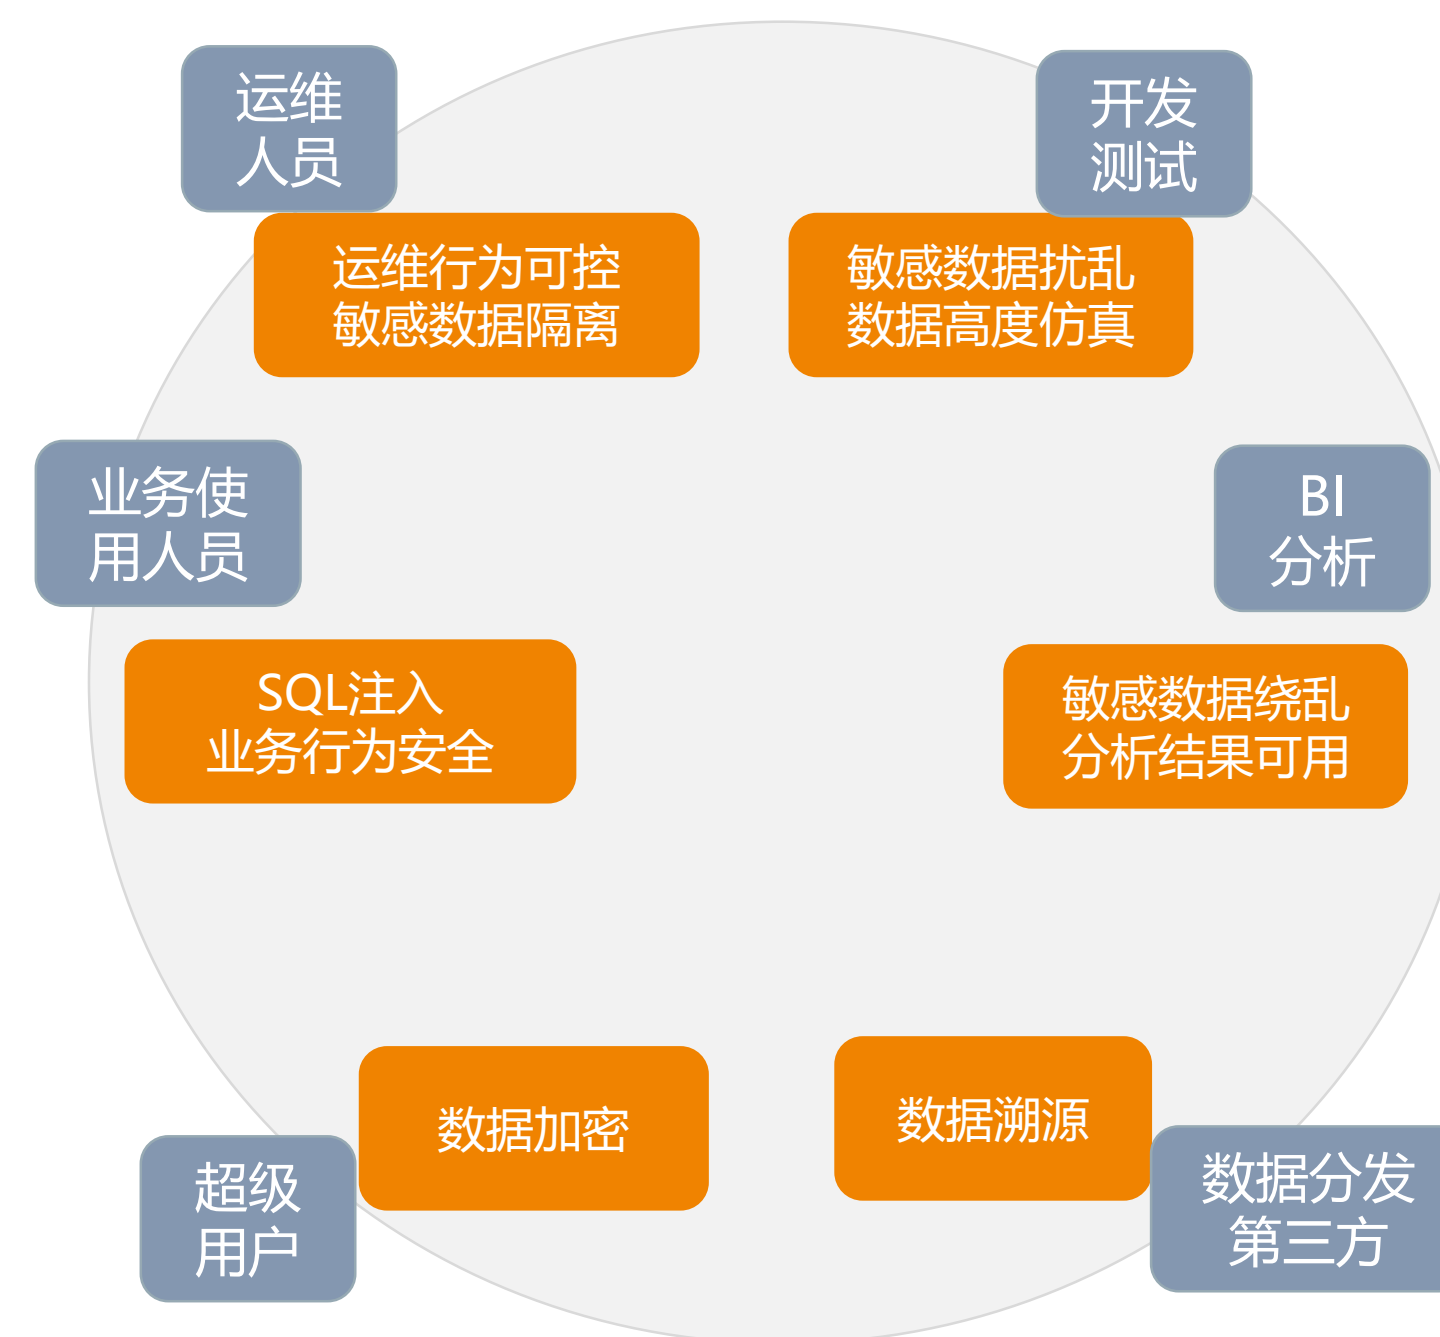 运维
人员
开发
测试
运维行为可控
敏感数据隔离
敏感数据扰乱
数据高度仿真
业务使
用人员
BI
分析
SQL注入
业务行为安全
敏感数据绕乱
分析结果可用
数据加密
数据溯源
超级
用户
数据分发
第三方